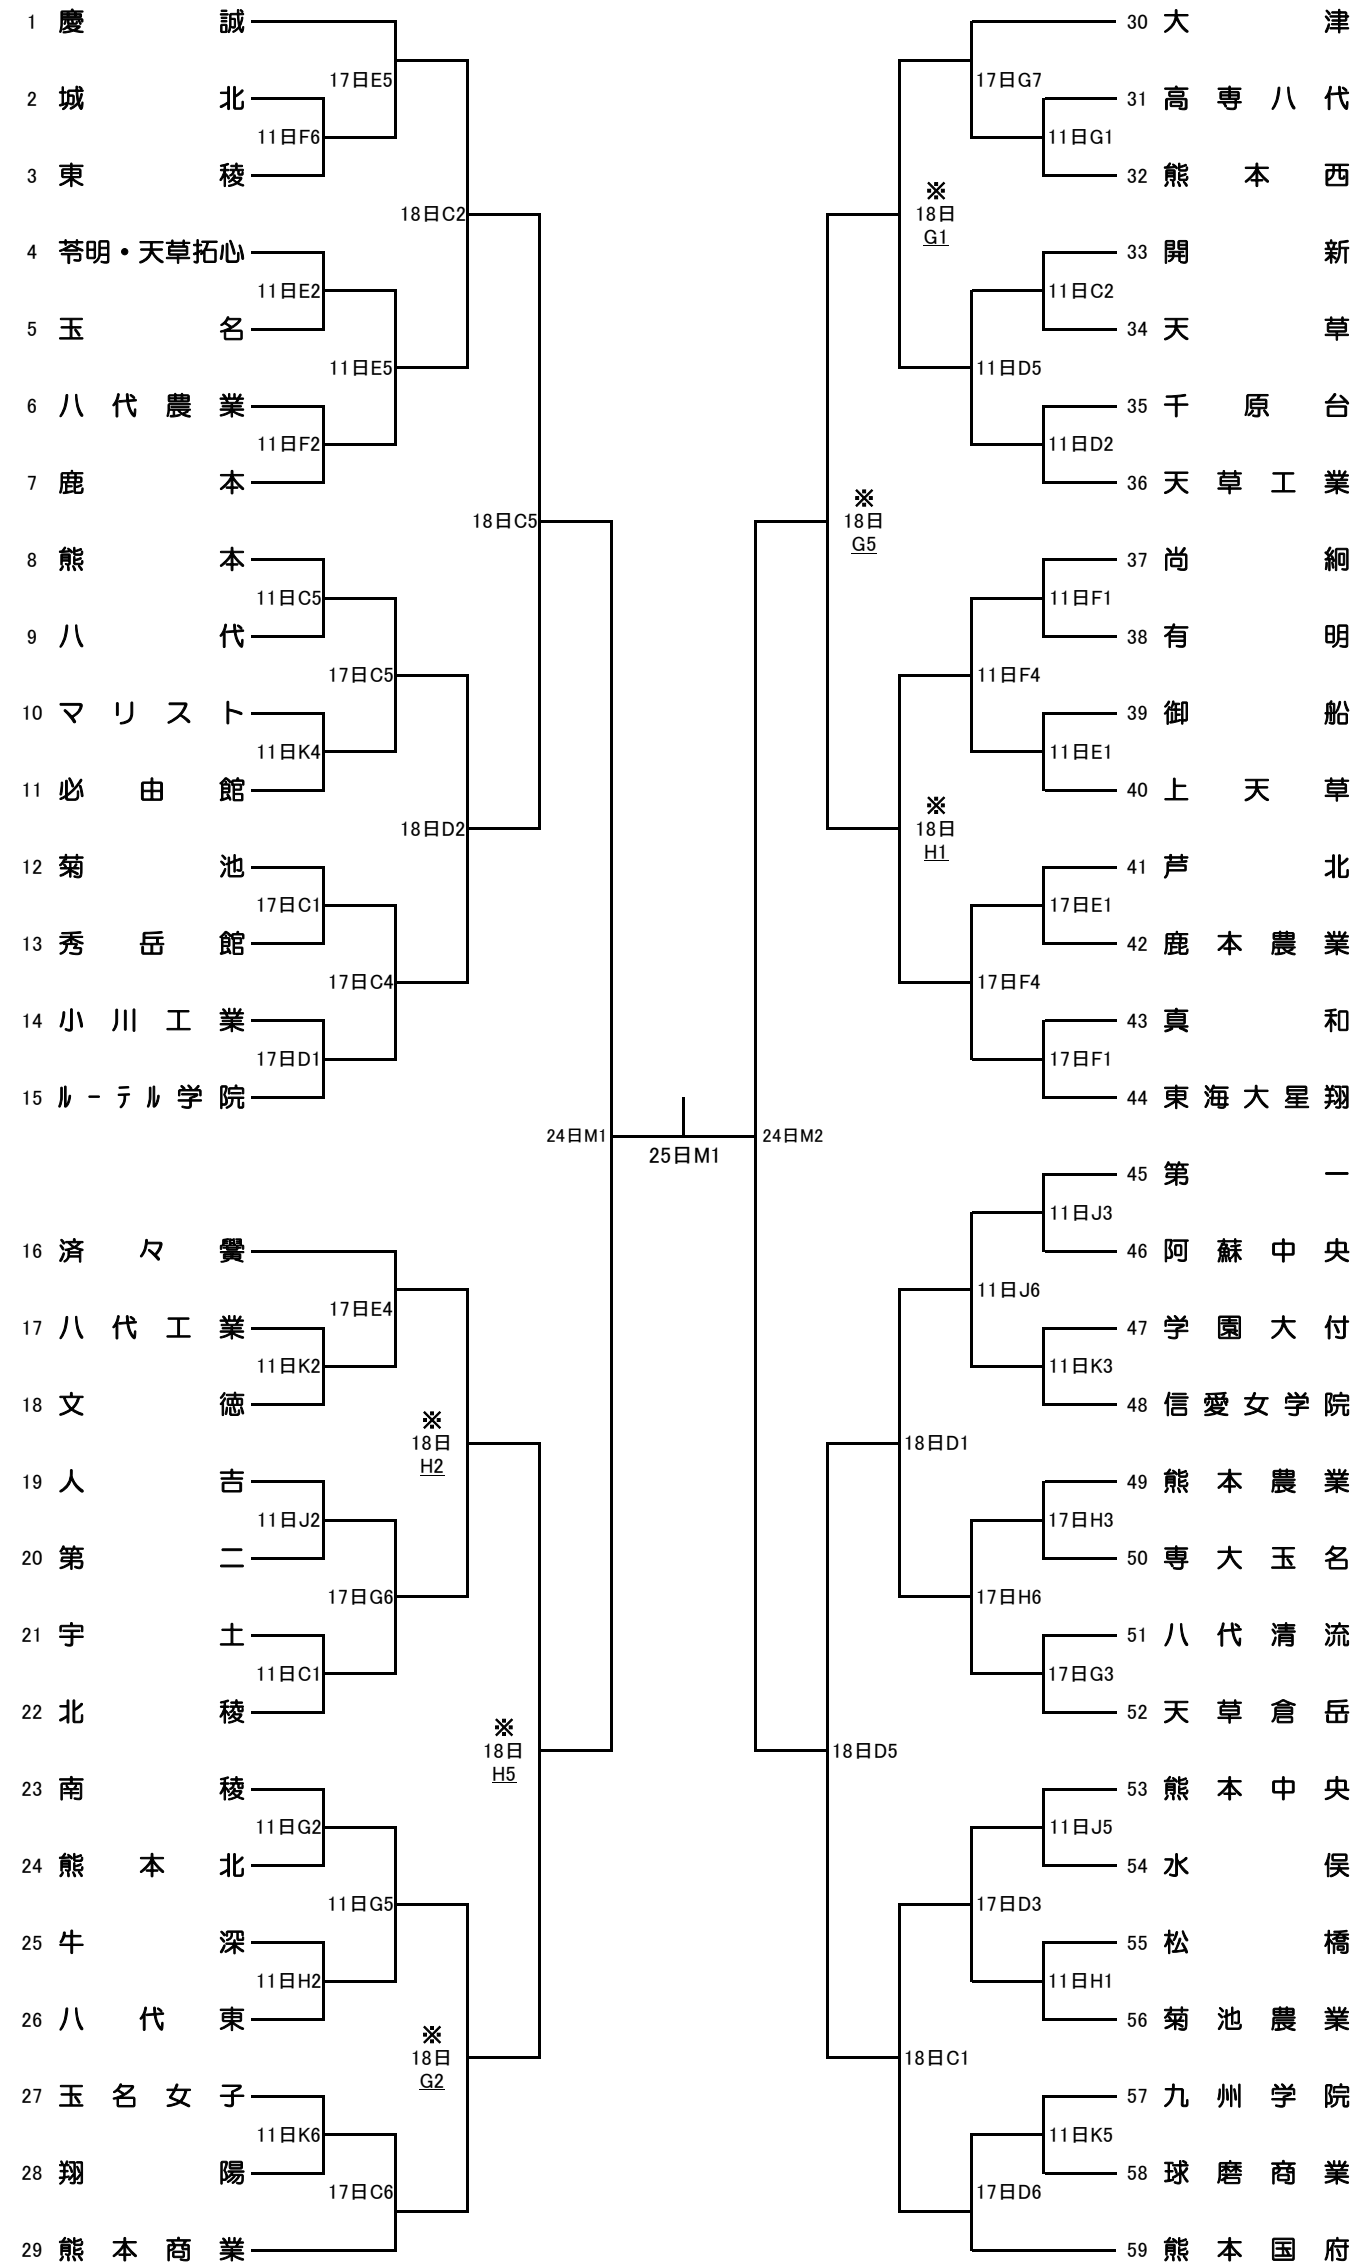 1 慶誠
17日E5
2 城北
11日F6
3 東稜
18日C2
4 苓明・天草拓心
11日E2
5 玉名
11日E5
6 八代農業
11日F2
7 鹿本
18日C5
8 熊本
11日C5
9 八代
17日C5
10 マリスト
11日K4
11 必由館
18日D2
12 菊池
17日C1
13 秀岳館
17日C4
14 小川工業
17日D1
15 ﾙｰﾃﾙ学院
24日M1
25日M1
24日M2
16 済々黌
17日E4
17 八代工業
11日K2
18 文徳
※
18日
H2
19 人吉
11日J2
20 第二
17日G6
21 宇土
11日C1
22 北稜
※
18日
H5
23 南稜
11日G2
24 熊本北
11日G5
25 牛深
11日H2
26 八代東
※
18日
G2
27 玉名女子
11日K6
28 翔陽
17日C6
29 熊本商業
30 大津
17日G7
31 高専八代
11日G1
32 熊本西
※
18日
G1
33 開新
11日C2
34 天草
11日D5
35 千原台
11日D2
36 天草工業
※
18日
G5
37 尚絅
11日F1
38 有明
11日F4
39 御船
11日E1
40 上天草
※
18日
H1
41 芦北
17日E1
42 鹿本農業
17日F4
43 真和
17日F1
44 東海大星翔
45 第一
11日J3
46 阿蘇中央
11日J6
47 学園大付
11日K3
48 信愛女学院
18日D1
49 熊本農業
17日H3
50 専大玉名
17日H6
51 八代清流
17日G3
52 天草倉岳
18日D5
53 熊本中央
11日J5
54 水俣
17日D3
55 松橋
11日H1
56 菊池農業
18日C1
57 九州学院
11日K5
58 球磨商業
17日D6
59 熊本国府